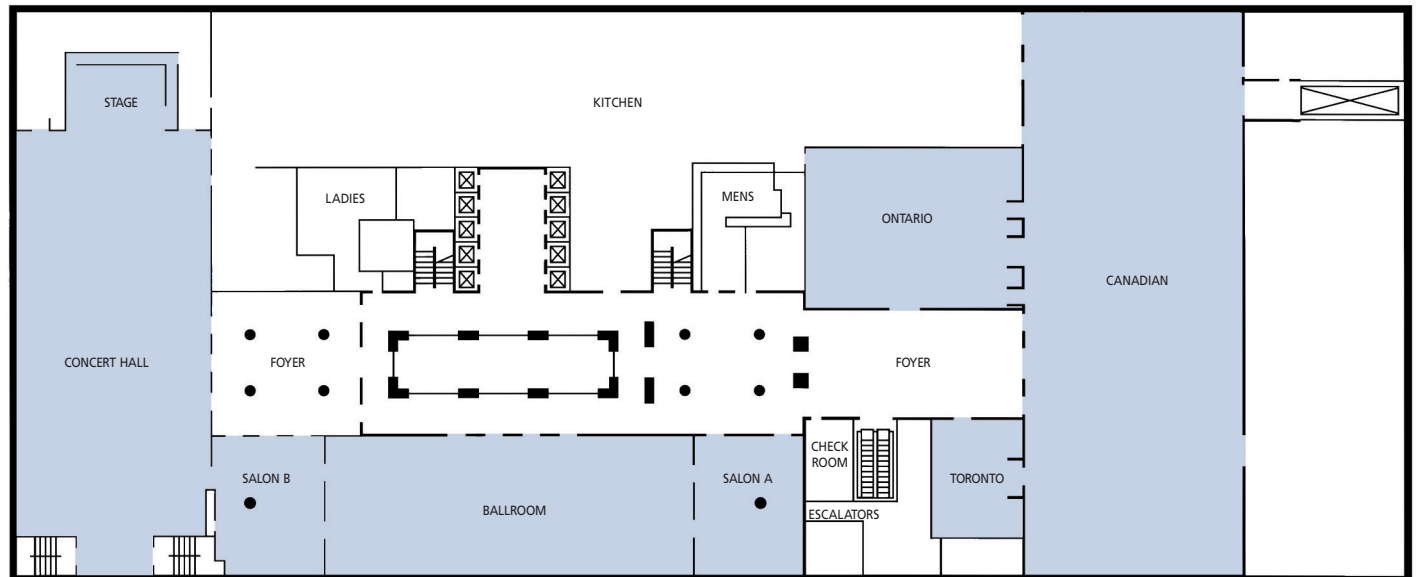 STAGE
KITCHEN
LADIES
MENS
ONTARIO
CANADIAN
CONCERT HALL
FOYER
FOYER
CHECK
ROOM
SALON B
SALON A
TORONTO
BALLROOM
ESCALATORS